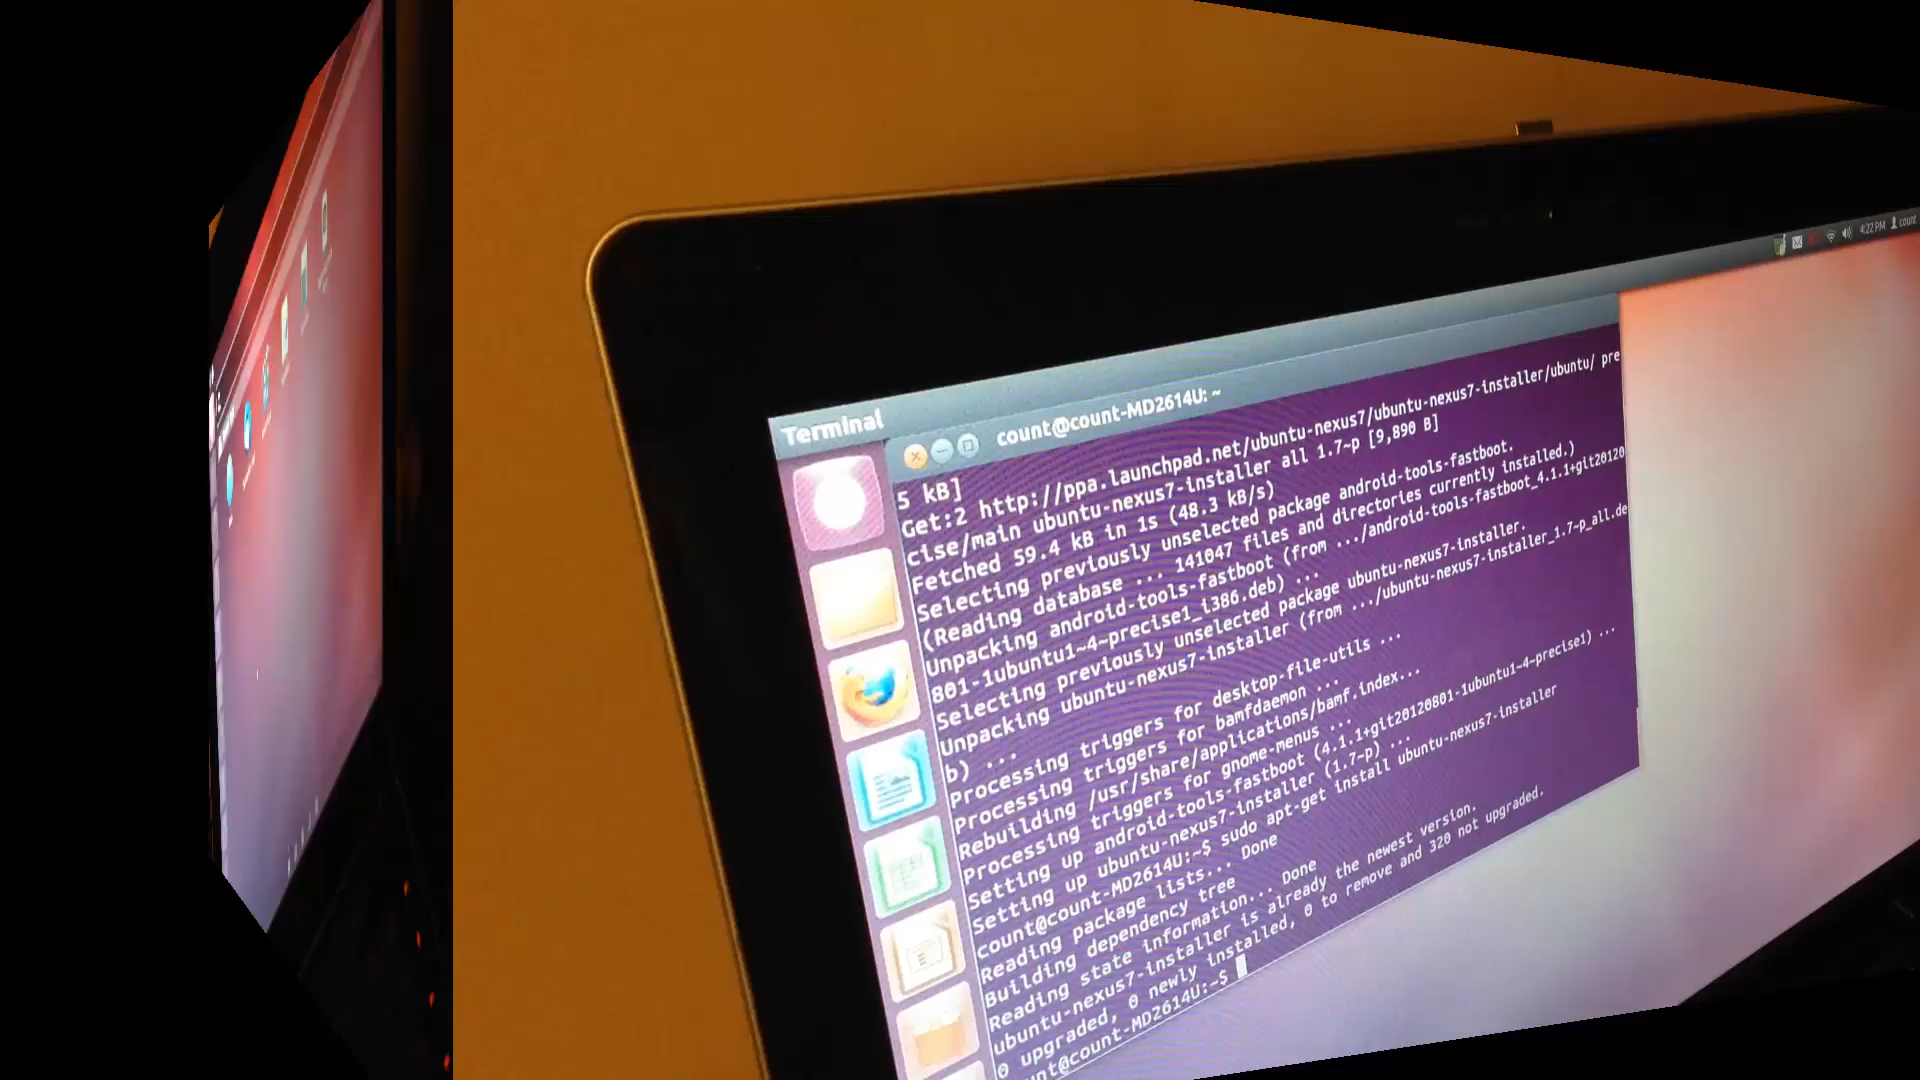 4:22 PM count
Terminal
count@count-MD2614U: ~
5 kB]
Get:2 http://ppa.launchpad.net/ubuntu-nexus7/ubuntu-nexus7-installer/ubuntu/ pre
cise/main ubuntu-nexus7-installer all 1.7~p [9,890 B]
Fetched 59.4 kB in 1s (48.3 kB/s)
Selecting previously unselected package android-tools-fastboot.
(Reading database ... 141047 files and directories currently installed.)
Unpacking android-tools-fastboot (from .../android-tools-fastboot_4.1.1+git20120
801-1ubuntu1~4~precise1_i386.deb) ...
Selecting previously unselected package ubuntu-nexus7-installer.
Unpacking ubuntu-nexus7-installer (from .../ubuntu-nexus7-installer_1.7~p_all.de
b) ...
Processing triggers for desktop-file-utils ...
Processing triggers for bamfdaemon ...
Rebuilding /usr/share/applications/bamf.index...
Processing triggers for gnome-menus ...
Setting up android-tools-fastboot (4.1.1+git20120801-1ubuntu1~4~precise1) ...
Setting up ubuntu-nexus7-installer (1.7~p) ...
count@count-MD2614U:~$ sudo apt-get install ubuntu-nexus7-installer
Reading package lists... Done
Building dependency tree
Reading state information... Done
ubuntu-nexus7-installer is already the newest version.
0 upgraded, 0 newly installed, 0 to remove and 320 not upgraded.
unt@count-MD2614U:~$